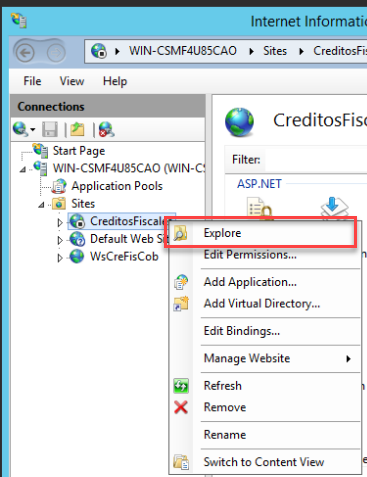 Internet Informati
WIN-CSMF4U85CAO Sites CreditosFis
File View Help
Connections
CreditosFisc
Start Page
WIN-CSMF4U85CAO (WIN-CS
Filter:
Application Pools
ASP.NET
Sites
CreditosFiscale
Explore
Default Web Si
Edit Permissions...
WsCreFisCob
Add Application...
Add Virtual Directory...
Edit Bindings...
Manage Website
Refresh
Remove
Rename
Switch to Content View